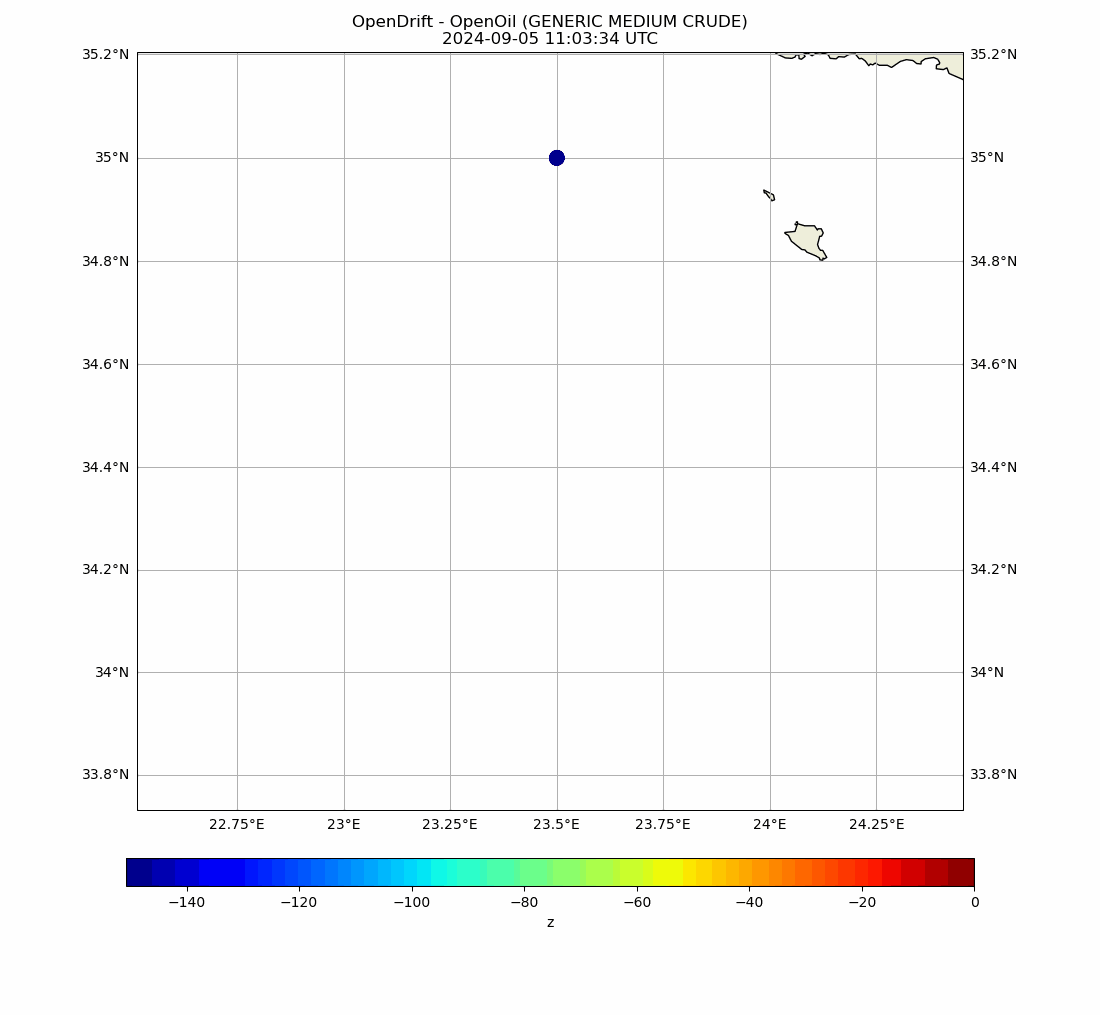 OpenDrift - OpenOil (GENERIC MEDIUM CRUDE)
2024-09-05 11:03:34 UTC
35.2°N 35.2°N
35°N 35°N
34.8°N 34.8°N
34.6°N 34.6°N
34.4°N 34.4°N
34.2°N 34.2°N
34°N 34°N
33.8°N 33.8°N
22.75°E 23°E 23.25°E 23.5°E 23.75°E 24°E 24.25°E
−140 −120 −100 −80 −60 −40 −20 0
z